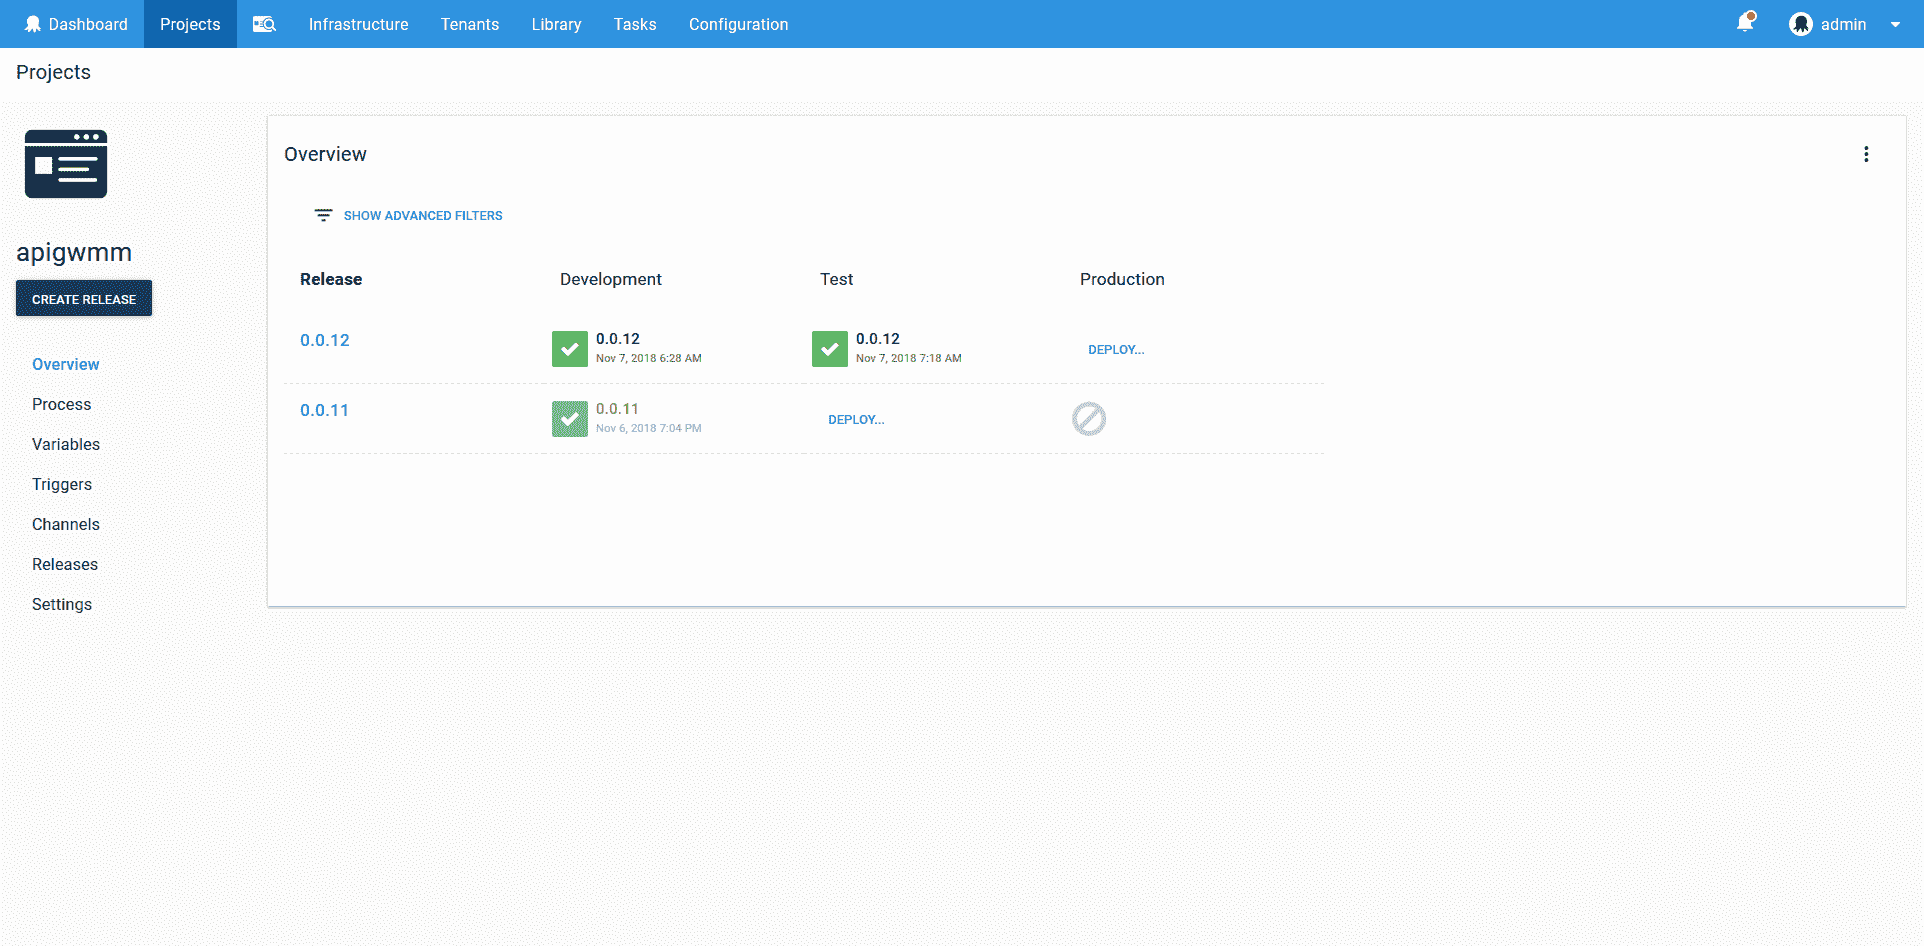 Dashboard Projects Infrastructure Tenants Library Tasks Configuration admin
Projects
apigwmm
CREATE RELEASE
Overview
Process
Variables
Triggers
Channels
Releases
Settings
Overview
SHOW ADVANCED FILTERS
Release Development Test Production
0.0.12 0.0.12 0.0.12 DEPLOY...
Nov 7, 2018 6:28 AM Nov 7, 2018 7:18 AM
0.0.11 0.0.11 DEPLOY...
Nov 6, 2018 7:04 PM